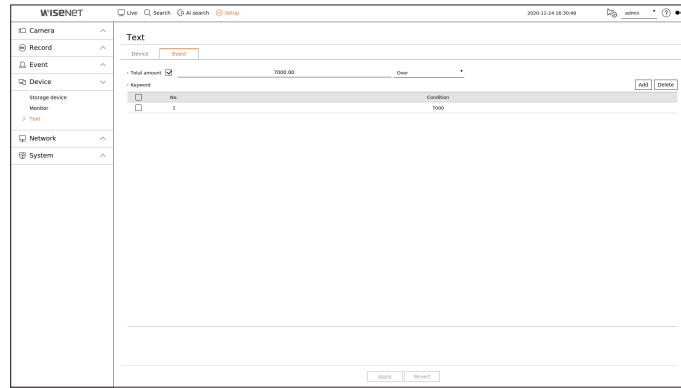 WISENET
Live Search AI search Setup 2020-11-24 16:30:48 admin ?
Camera
Record
Event
Device
Storage device
Monitor
> Text
Network
System
Text
Device Event
Total amount 7000.00 Over
Keyword Add Delete
No. Condition
1 7000
Apply Revert